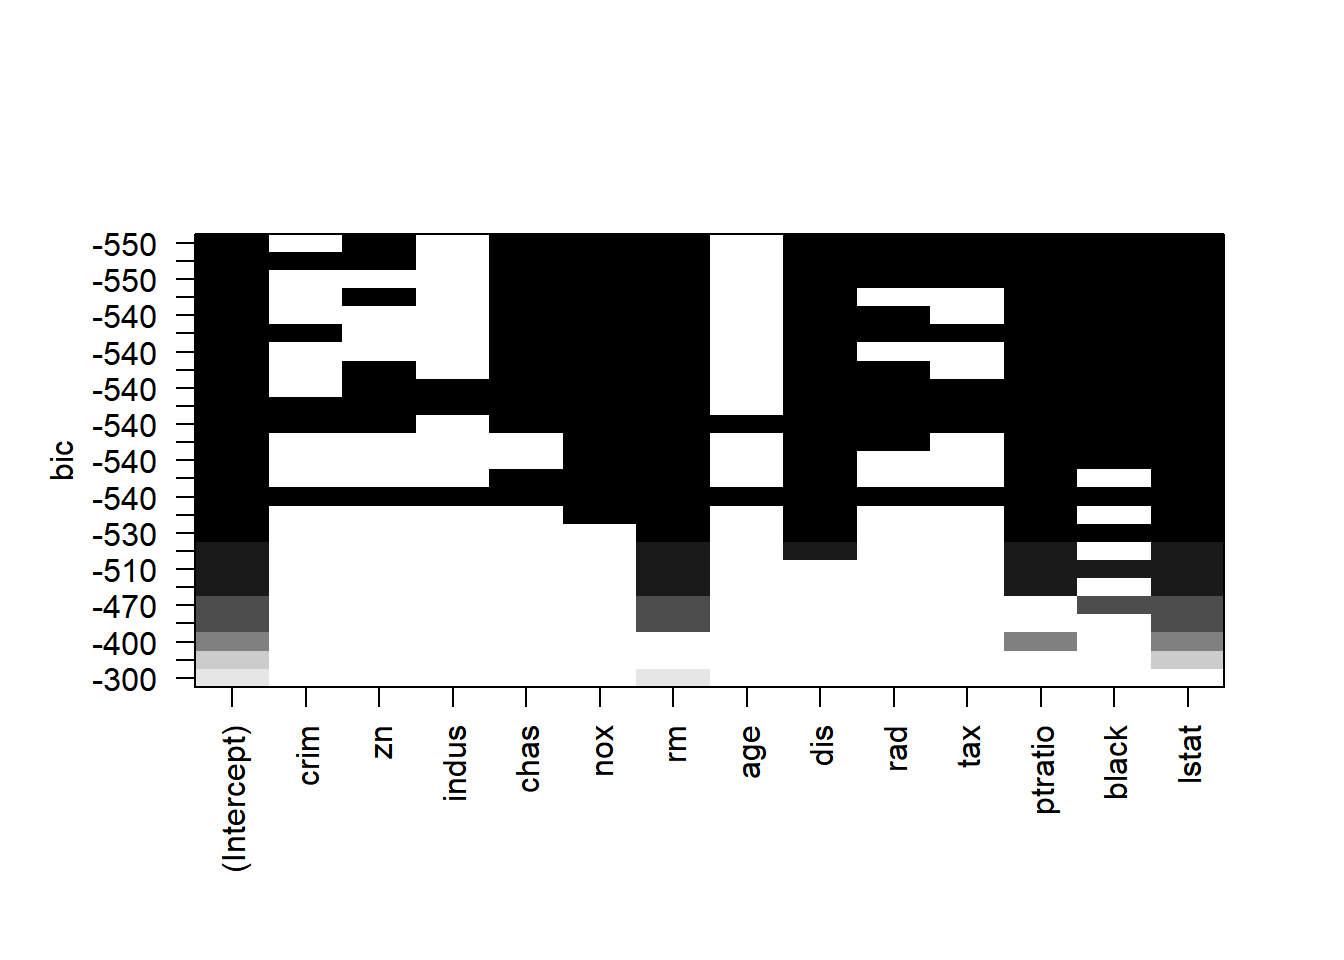 -550
-550
-540
-540
-540
-540
-540
-540
-530
-510
-470
-400
-300
bic
(Intercept)
crim
zn
indus
chas
nox
rm
age
dis
rad
tax
ptratio
black
lstat